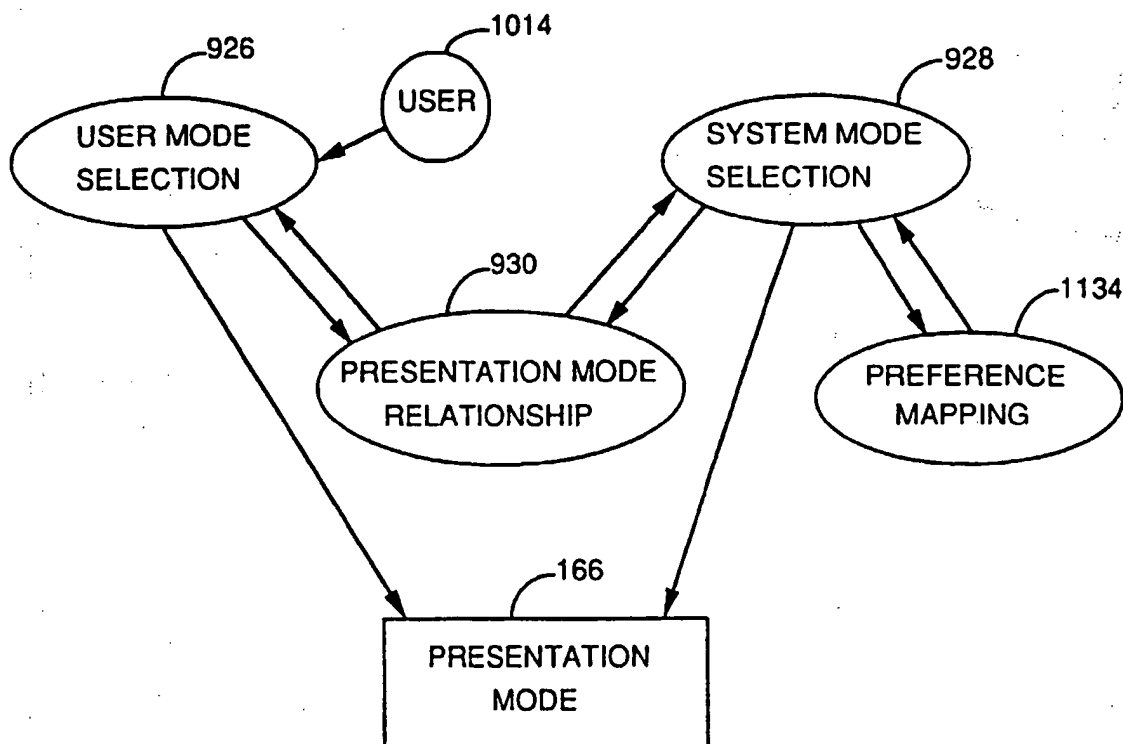 1014
926
928
USER
USER MODE
SELECTION
SYSTEM MODE
SELECTION
930
1134
PRESENTATION MODE
RELATIONSHIP
PREFERENCE
MAPPING
166
PRESENTATION
MODE